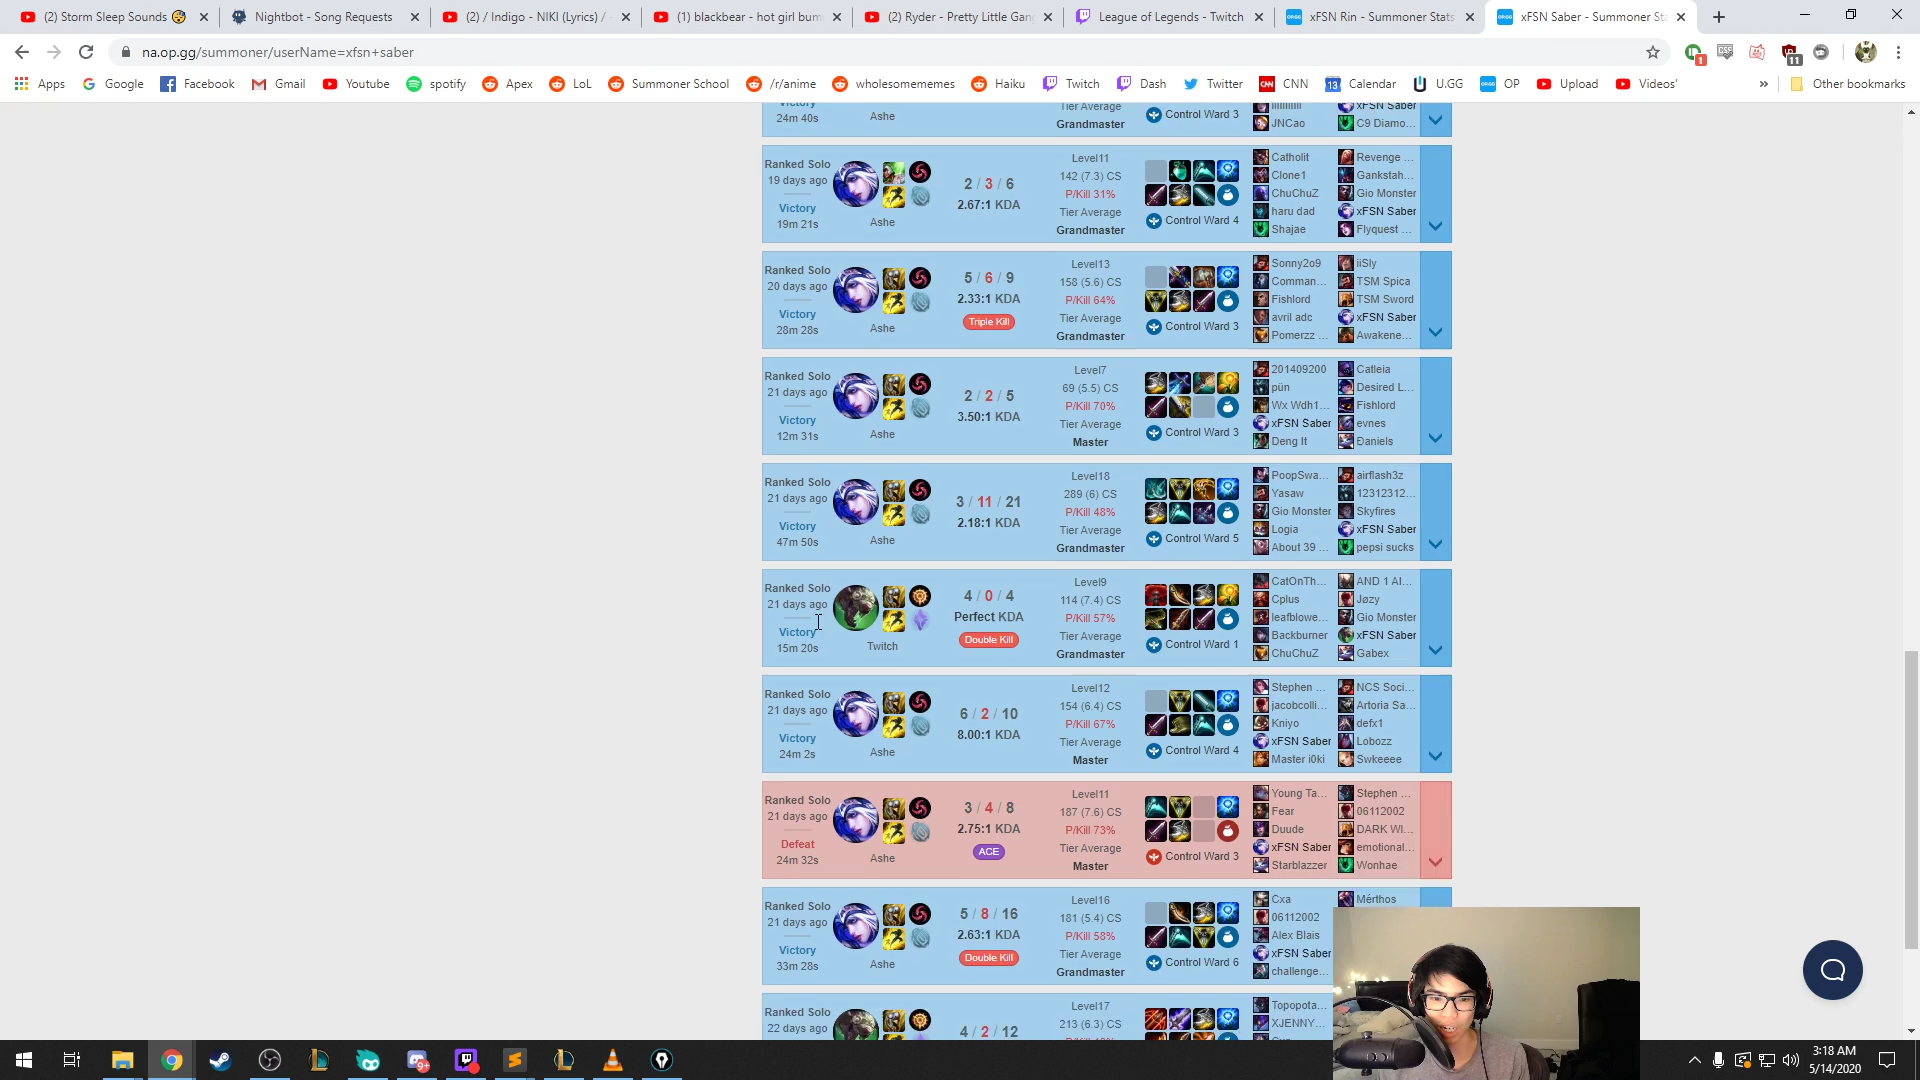 (2) Storm Sleep Sounds
Nightbot - Song Requests
(2) / Indigo - NIKI (Lyrics) /
(1) blackbear - hot girl bum
(2) Ryder - Pretty Little Gan
League of Legends - Twitch
xFSN Rin - Summoner Stats
xFSN Saber - Summoner Sta
na.op.gg/summoner/userName=xfsn+saber
1
11
Apps
Google
Facebook
Gmail
Youtube
spotify
Apex
LoL
Summoner School
/r/anime
wholesomememes
Haiku
Twitch
Dash
Twitter
CNN
Calendar
U.GG
OP
Upload
Videos'
»
Other bookmarks
Victory
24m 40s
Ashe
Tier Average
Grandmaster
Control Ward 3
JNCao
xFSN Saber
C9 Diamo...
Ranked Solo
19 days ago
Victory
19m 21s
Ashe
2 / 3 / 6
2.67:1 KDA
Level11
142 (7.3) CS
P/Kill 31%
Tier Average
Grandmaster
Control Ward 4
Catholit
Clone1
ChuChuZ
haru dad
Shajae
Revenge ...
Gankstah...
Gio Monster
xFSN Saber
Flyquest ...
Ranked Solo
20 days ago
Victory
28m 28s
Ashe
5 / 6 / 9
2.33:1 KDA
Triple Kill
Level13
158 (5.6) CS
P/Kill 64%
Tier Average
Grandmaster
Control Ward 3
Sonny2o9
Comman...
Fishlord
avril adc
Pomerzz ...
iiSly
TSM Spica
TSM Sword
xFSN Saber
Awakene...
Ranked Solo
21 days ago
Victory
12m 31s
Ashe
2 / 2 / 5
3.50:1 KDA
Level7
69 (5.5) CS
P/Kill 70%
Tier Average
Master
Control Ward 3
201409200
pün
Wx Wdh1...
xFSN Saber
Deng It
Catleia
Desired L...
Fishlord
evnes
Ðaniels
Ranked Solo
21 days ago
Victory
47m 50s
Ashe
3 / 11 / 21
2.18:1 KDA
Level18
289 (6) CS
P/Kill 48%
Tier Average
Grandmaster
Control Ward 5
PoopSwa...
Yasaw
Gio Monster
Logia
About 39 ...
airflash3z
12312312...
Skyfires
xFSN Saber
pepsi sucks
Ranked Solo
21 days ago
Victory
15m 20s
Twitch
4 / 0 / 4
Perfect KDA
Double Kill
Level9
114 (7.4) CS
P/Kill 57%
Tier Average
Grandmaster
Control Ward 1
CatOnTh...
Cplus
leafblowe...
Backburner
ChuChuZ
AND 1 Al...
Jøzy
Gio Monster
xFSN Saber
Gabex
Ranked Solo
21 days ago
Victory
24m 2s
Ashe
6 / 2 / 10
8.00:1 KDA
Level12
154 (6.4) CS
P/Kill 67%
Tier Average
Master
Control Ward 4
Stephen ...
jacobcolli...
Kniyo
xFSN Saber
Master i0ki
NCS Soci...
Artoria Sa...
defx1
Lobozz
Swkeeee
Ranked Solo
21 days ago
Defeat
24m 32s
Ashe
3 / 4 / 8
2.75:1 KDA
ACE
Level11
187 (7.6) CS
P/Kill 73%
Tier Average
Master
Control Ward 3
Young Ta...
Fear
Duude
xFSN Saber
Starblazzer
Stephen ...
06112002
DARK WI...
emotional...
Wonhae
Ranked Solo
21 days ago
Victory
33m 28s
Ashe
5 / 8 / 16
2.63:1 KDA
Double Kill
Level16
181 (5.4) CS
P/Kill 58%
Tier Average
Grandmaster
Control Ward 6
Cxa
06112002
Alex Blais
xFSN Saber
challenge...
Mérthos
Ranked Solo
22 days ago
4 / 2 / 12
Level17
213 (6.3) CS
Topopota...
XJENNY...
9+
3:18 AM
5/14/2020